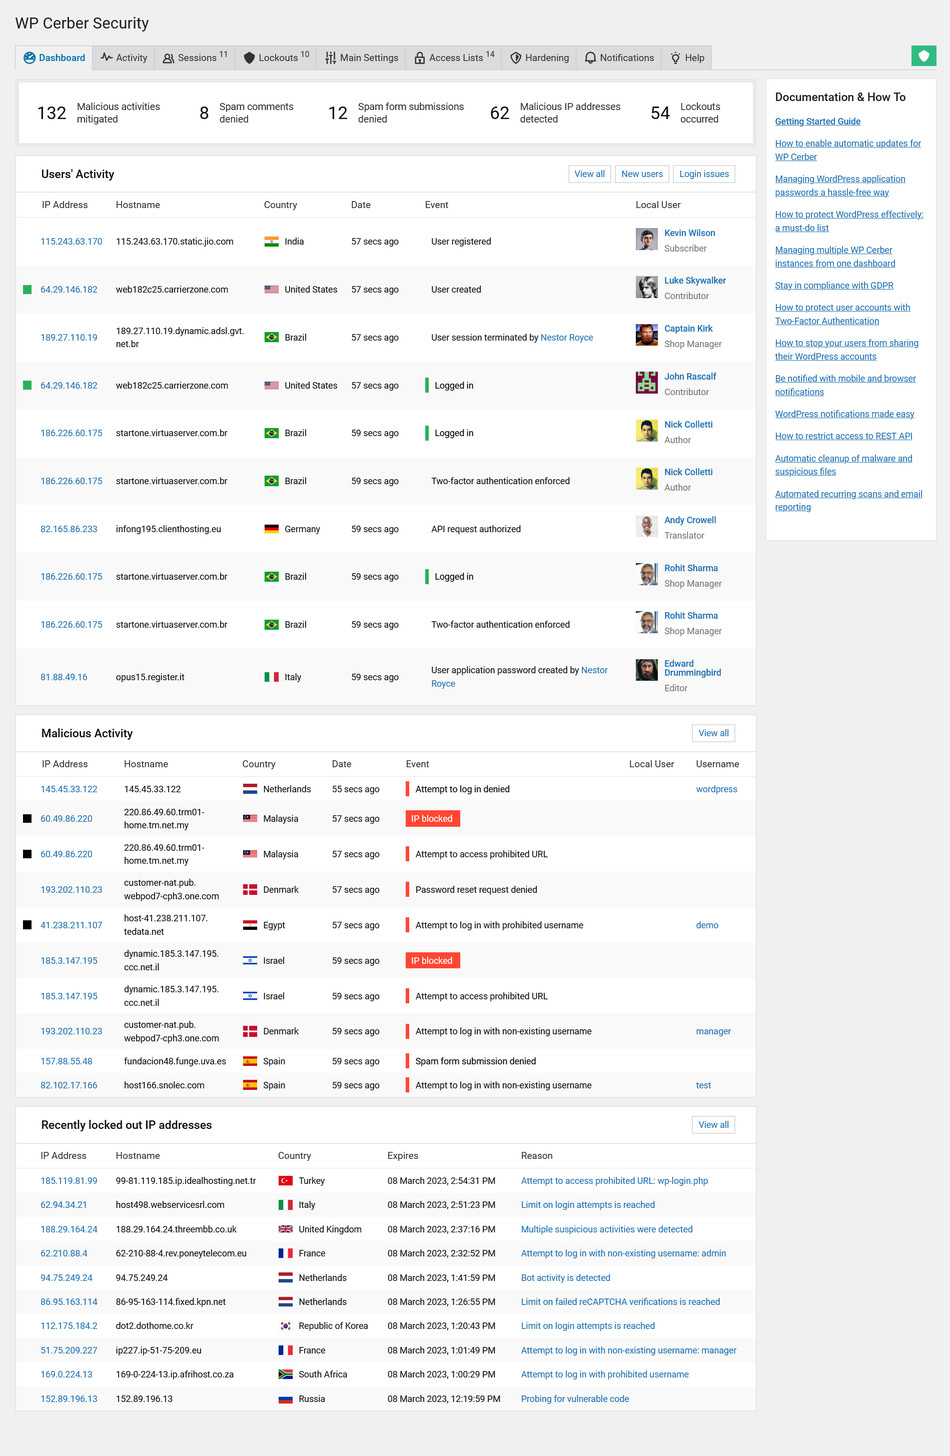 WP Cerber Security
Dashboard Activity Sessions 11 Lockouts 10 Main Settings Access Lists 14 Hardening Notifications Help
132 Malicious activities mitigated 8 Spam comments denied 12 Spam form submissions denied 62 Malicious IP addresses detected 54 Lockouts occurred
Users' Activity View all New users Login issues
IP Address Hostname Country Date Event Local User
115.243.63.170 115.243.63.170.static.jio.com India 57 secs ago User registered Kevin Wilson Subscriber
64.29.146.182 web182c25.carrierzone.com United States 57 secs ago User created Luke Skywalker Contributor
189.27.110.19 189.27.110.19.dynamic.adsl.gvt.net.br Brazil 57 secs ago User session terminated by Nestor Royce Captain Kirk Shop Manager
64.29.146.182 web182c25.carrierzone.com United States 57 secs ago Logged in John Rascalf Contributor
186.226.60.175 startone.virtuaserver.com.br Brazil 59 secs ago Logged in Nick Colletti Author
186.226.60.175 startone.virtuaserver.com.br Brazil 59 secs ago Two-factor authentication enforced Nick Colletti Author
82.165.86.233 infong195.clienthosting.eu Germany 59 secs ago API request authorized Andy Crowell Translator
186.226.60.175 startone.virtuaserver.com.br Brazil 59 secs ago Logged in Rohit Sharma Shop Manager
186.226.60.175 startone.virtuaserver.com.br Brazil 59 secs ago Two-factor authentication enforced Rohit Sharma Shop Manager
81.88.49.16 opus15.register.it Italy 59 secs ago User application password created by Nestor Royce Edward Drummingbird Editor
Malicious Activity View all
IP Address Hostname Country Date Event Local User Username
145.45.33.122 145.45.33.122 Netherlands 55 secs ago Attempt to log in denied wordpress
60.49.86.220 220.86.49.60.trm01-home.tm.net.my Malaysia 57 secs ago IP blocked
60.49.86.220 220.86.49.60.trm01-home.tm.net.my Malaysia 57 secs ago Attempt to access prohibited URL
193.202.110.23 customer-nat.pub.webpod7-cph3.one.com Denmark 57 secs ago Password reset request denied
41.238.211.107 host-41.238.211.107.tedata.net Egypt 57 secs ago Attempt to log in with prohibited username demo
185.3.147.195 dynamic.185.3.147.195.ccc.net.il Israel 59 secs ago IP blocked
185.3.147.195 dynamic.185.3.147.195.ccc.net.il Israel 59 secs ago Attempt to access prohibited URL
193.202.110.23 customer-nat.pub.webpod7-cph3.one.com Denmark 59 secs ago Attempt to log in with non-existing username manager
157.88.55.48 fundacion48.funge.uva.es Spain 59 secs ago Spam form submission denied
82.102.17.166 host166.snolec.com Spain 59 secs ago Attempt to log in with non-existing username test
Recently locked out IP addresses View all
IP Address Hostname Country Expires Reason
185.119.81.99 99-81.119.185.ip.idealhosting.net.tr Turkey 08 March 2023, 2:54:31 PM Attempt to access prohibited URL: wp-login.php
62.94.34.21 host498.webservicesrl.com Italy 08 March 2023, 2:51:23 PM Limit on login attempts is reached
188.29.164.24 188.29.164.24.threembb.co.uk United Kingdom 08 March 2023, 2:37:16 PM Multiple suspicious activities were detected
62.210.88.4 62-210-88-4.rev.poneytelecom.eu France 08 March 2023, 2:32:52 PM Attempt to log in with non-existing username: admin
94.75.249.24 94.75.249.24 Netherlands 08 March 2023, 1:41:59 PM Bot activity is detected
86.95.163.114 86-95-163-114.fixed.kpn.net Netherlands 08 March 2023, 1:26:55 PM Limit on failed reCAPTCHA verifications is reached
112.175.184.2 dot2.dothome.co.kr Republic of Korea 08 March 2023, 1:20:43 PM Limit on login attempts is reached
51.75.209.227 ip227.ip-51-75-209.eu France 08 March 2023, 1:01:49 PM Attempt to log in with non-existing username: manager
169.0.224.13 169-0-224-13.ip.afrihost.co.za South Africa 08 March 2023, 1:00:29 PM Attempt to log in with prohibited username
152.89.196.13 152.89.196.13 Russia 08 March 2023, 12:19:59 PM Probing for vulnerable code
Documentation & How To
Getting Started Guide
How to enable automatic updates for
WP Cerber
Managing WordPress application
passwords a hassle-free way
How to protect WordPress effectively:
a must-do list
Managing multiple WP Cerber
instances from one dashboard
Stay in compliance with GDPR
How to protect user accounts with
Two-Factor Authentication
How to stop your users from sharing
their WordPress accounts
Be notified with mobile and browser
notifications
WordPress notifications made easy
How to restrict access to REST API
Automatic cleanup of malware and
suspicious files
Automated recurring scans and email
reporting